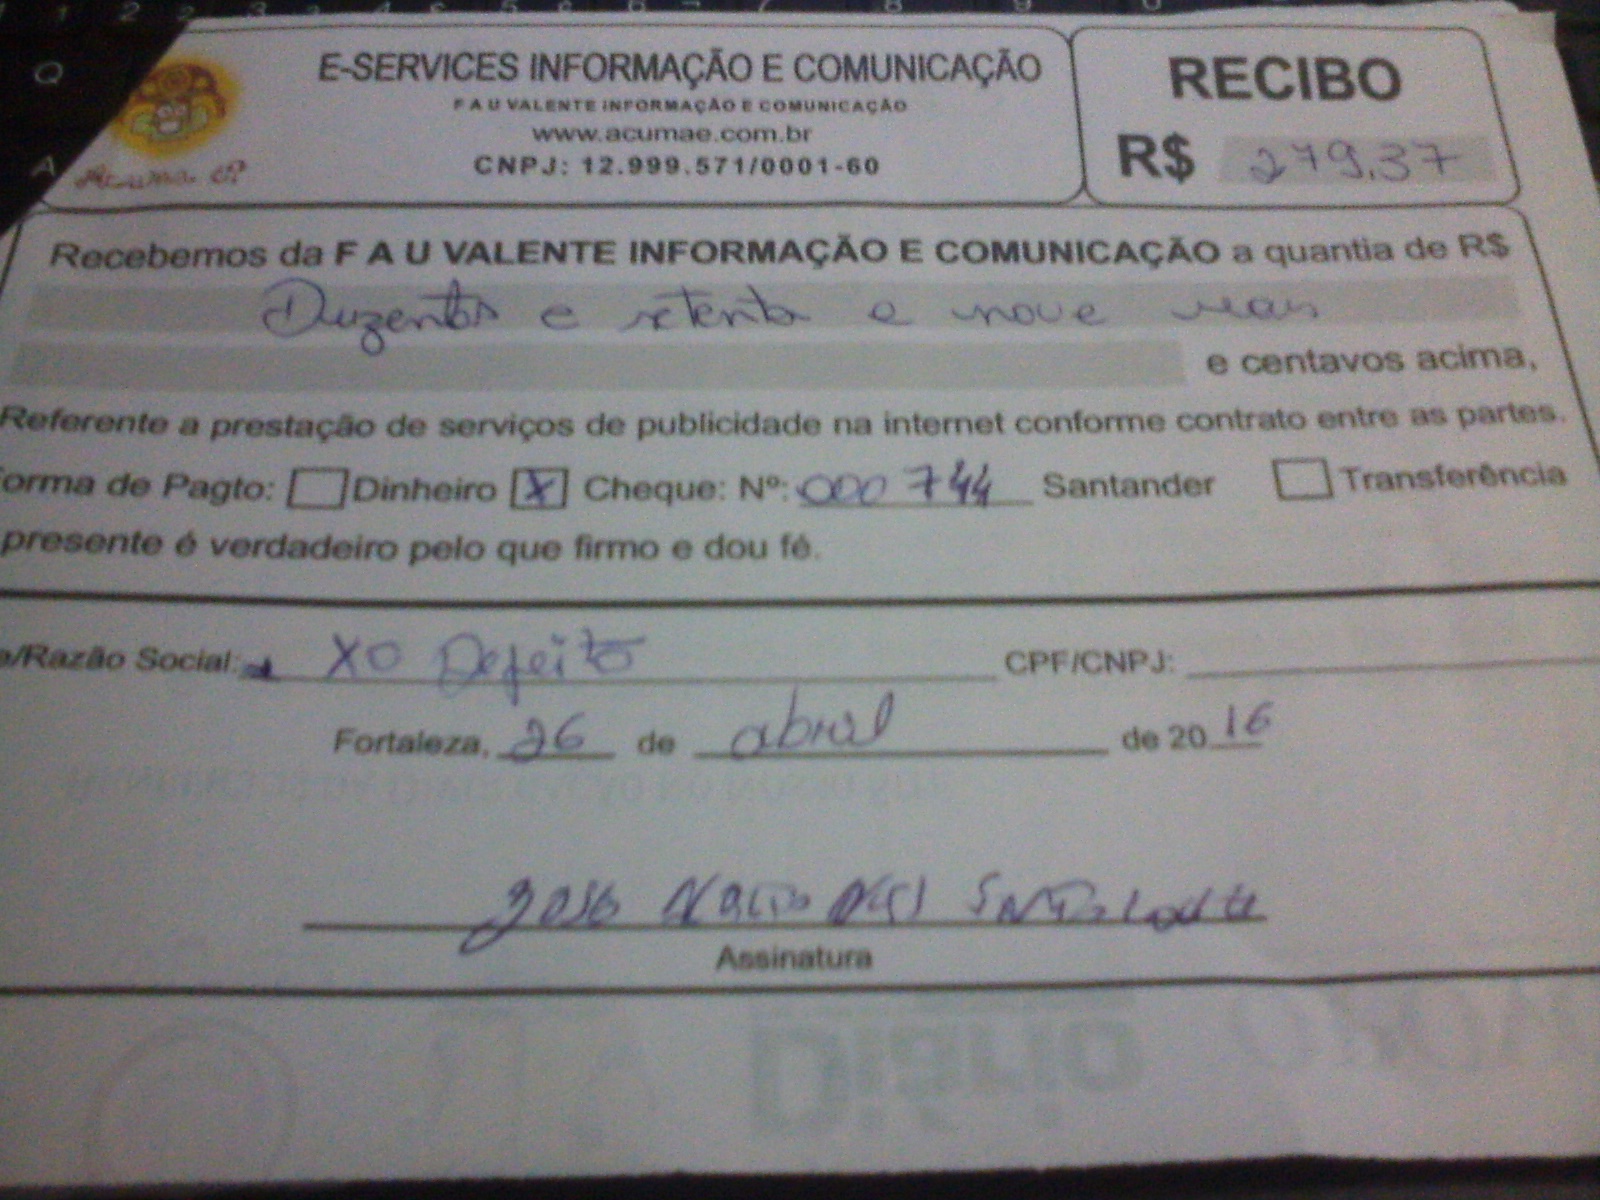 E-SERVICES INFORMAÇÃO E COMUNICAÇÃO
F A U VALENTE INFORMAÇÃO E COMUNICAÇÃO
www.acumae.com.br
CNPJ: 12.999.571/0001-60
RECIBO
R$ 279,37
Recebemos da F A U VALENTE INFORMAÇÃO E COMUNICAÇÃO a quantia de R$
Duzentos e setenta e nove reais
e centavos acima,
Referente a prestação de serviços de publicidade na internet conforme contrato entre as partes.
orma de Pagto: Dinheiro X Cheque: Nº: 000744 Santander Transferência
presente é verdadeiro pelo que firmo e dou fé.
/Razão Social: XO Defeito CPF/CNPJ:
Fortaleza, 26 de abril de 2016
Assinatura